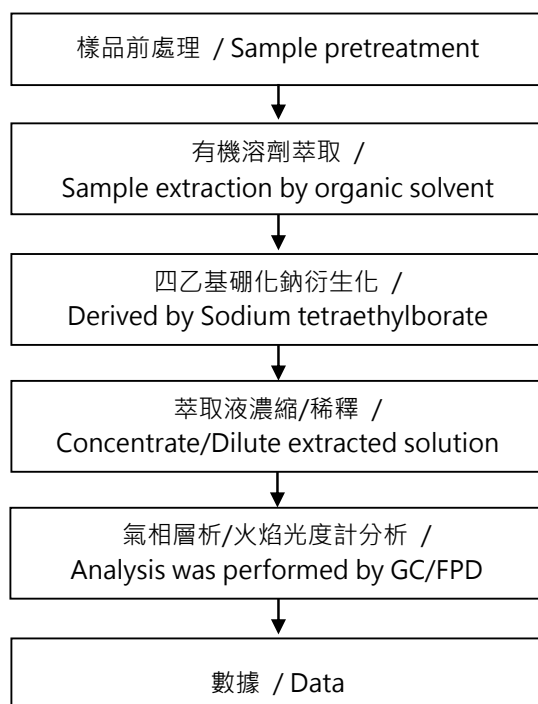 樣品前處理 / Sample pretreatment
有機溶劑萃取 /
Sample extraction by organic solvent
四乙基硼化鈉衍生化 /
Derived by Sodium tetraethylborate
萃取液濃縮/稀釋 /
Concentrate/Dilute extracted solution
氣相層析/火焰光度計分析 /
Analysis was performed by GC/FPD
數據 / Data